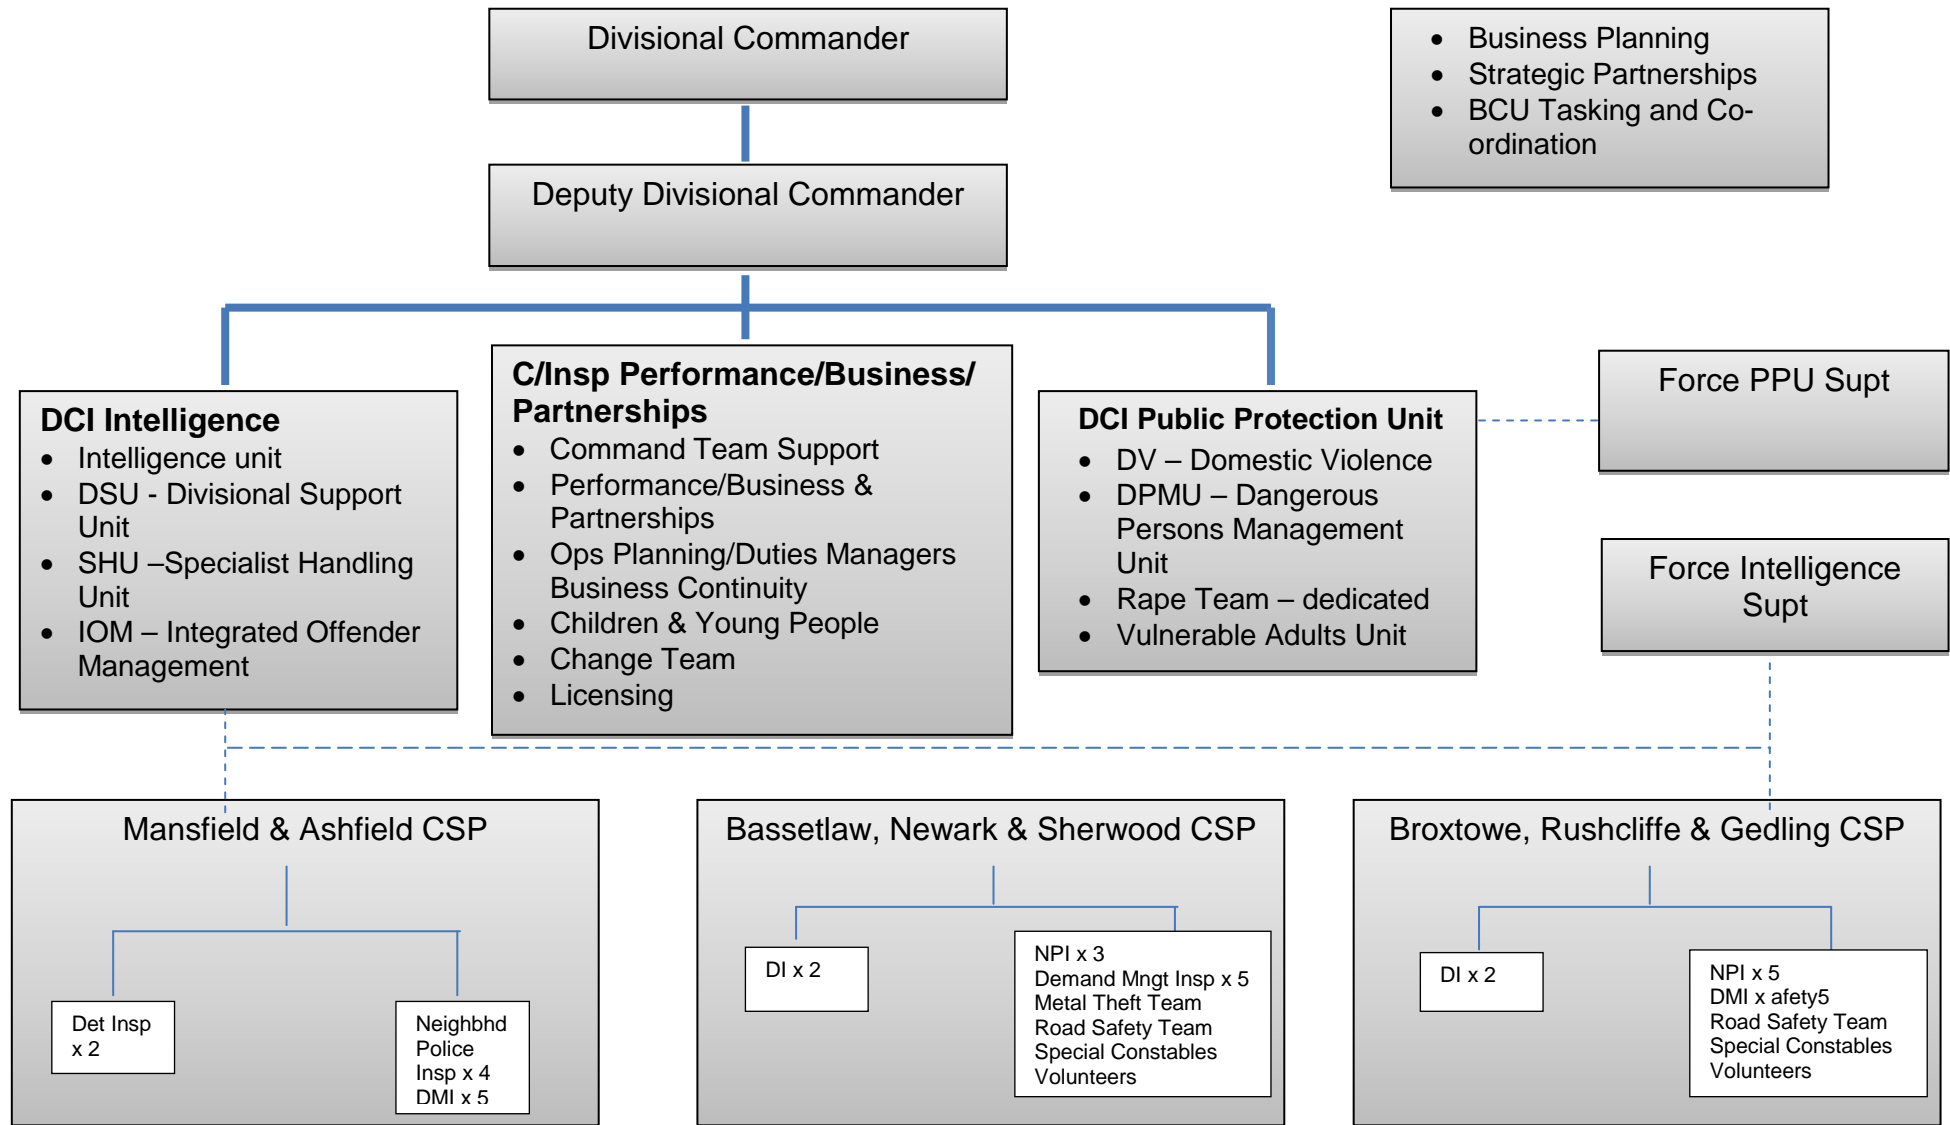 Divisional Commander
• Business Planning
• Strategic Partnerships
• BCU Tasking and Co-
ordination
Deputy Divisional Commander
DCI Intelligence
• Intelligence unit
• DSU - Divisional Support
Unit
• SHU –Specialist Handling
Unit
• IOM – Integrated Offender
Management
C/Insp Performance/Business/
Partnerships
• Command Team Support
• Performance/Business &
Partnerships
• Ops Planning/Duties Managers
Business Continuity
• Children & Young People
• Change Team
• Licensing
DCI Public Protection Unit
• DV – Domestic Violence
• DPMU – Dangerous
Persons Management
Unit
• Rape Team – dedicated
• Vulnerable Adults Unit
Force PPU Supt
Force Intelligence
Supt
Mansfield & Ashfield CSP
Det Insp
x 2
Neighbhd
Police
Insp x 4
DMI x 5
Bassetlaw, Newark & Sherwood CSP
DI x 2
NPI x 3
Demand Mngt Insp x 5
Metal Theft Team
Road Safety Team
Special Constables
Volunteers
Broxtowe, Rushcliffe & Gedling CSP
DI x 2
NPI x 5
DMI x afety5
Road Safety Team
Special Constables
Volunteers